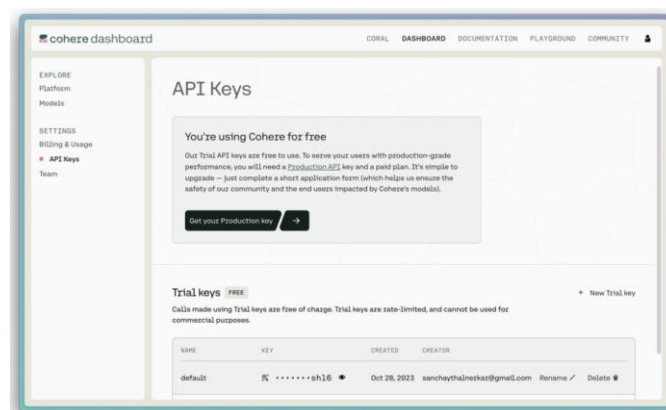 cohere dashboard
CORAL DASHBOARD DOCUMENTATION PLAYGROUND COMMUNITY
EXPLORE
Platform
Models
SETTINGS
Billing & Usage
API Keys
Team
API Keys
You're using Cohere for free
Our Trial API keys are free to use. To serve your users with production-grade
performance, you will need a Production API key and a paid plan. It's simple to
upgrade — just complete a short application form (which helps us ensure the
safety of our community and the end users impacted by Cohere's models).
Get your Production key →
Trial keys FREE
+ New Trial key
Calls made using Trial keys are free of charge. Trial keys are rate-limited, and cannot be used for
commercial purposes.
NAME KEY CREATED CREATOR
default •••••••shl6 Oct 28, 2023 sanchaythalnerkar@gmail.com Rename Delete